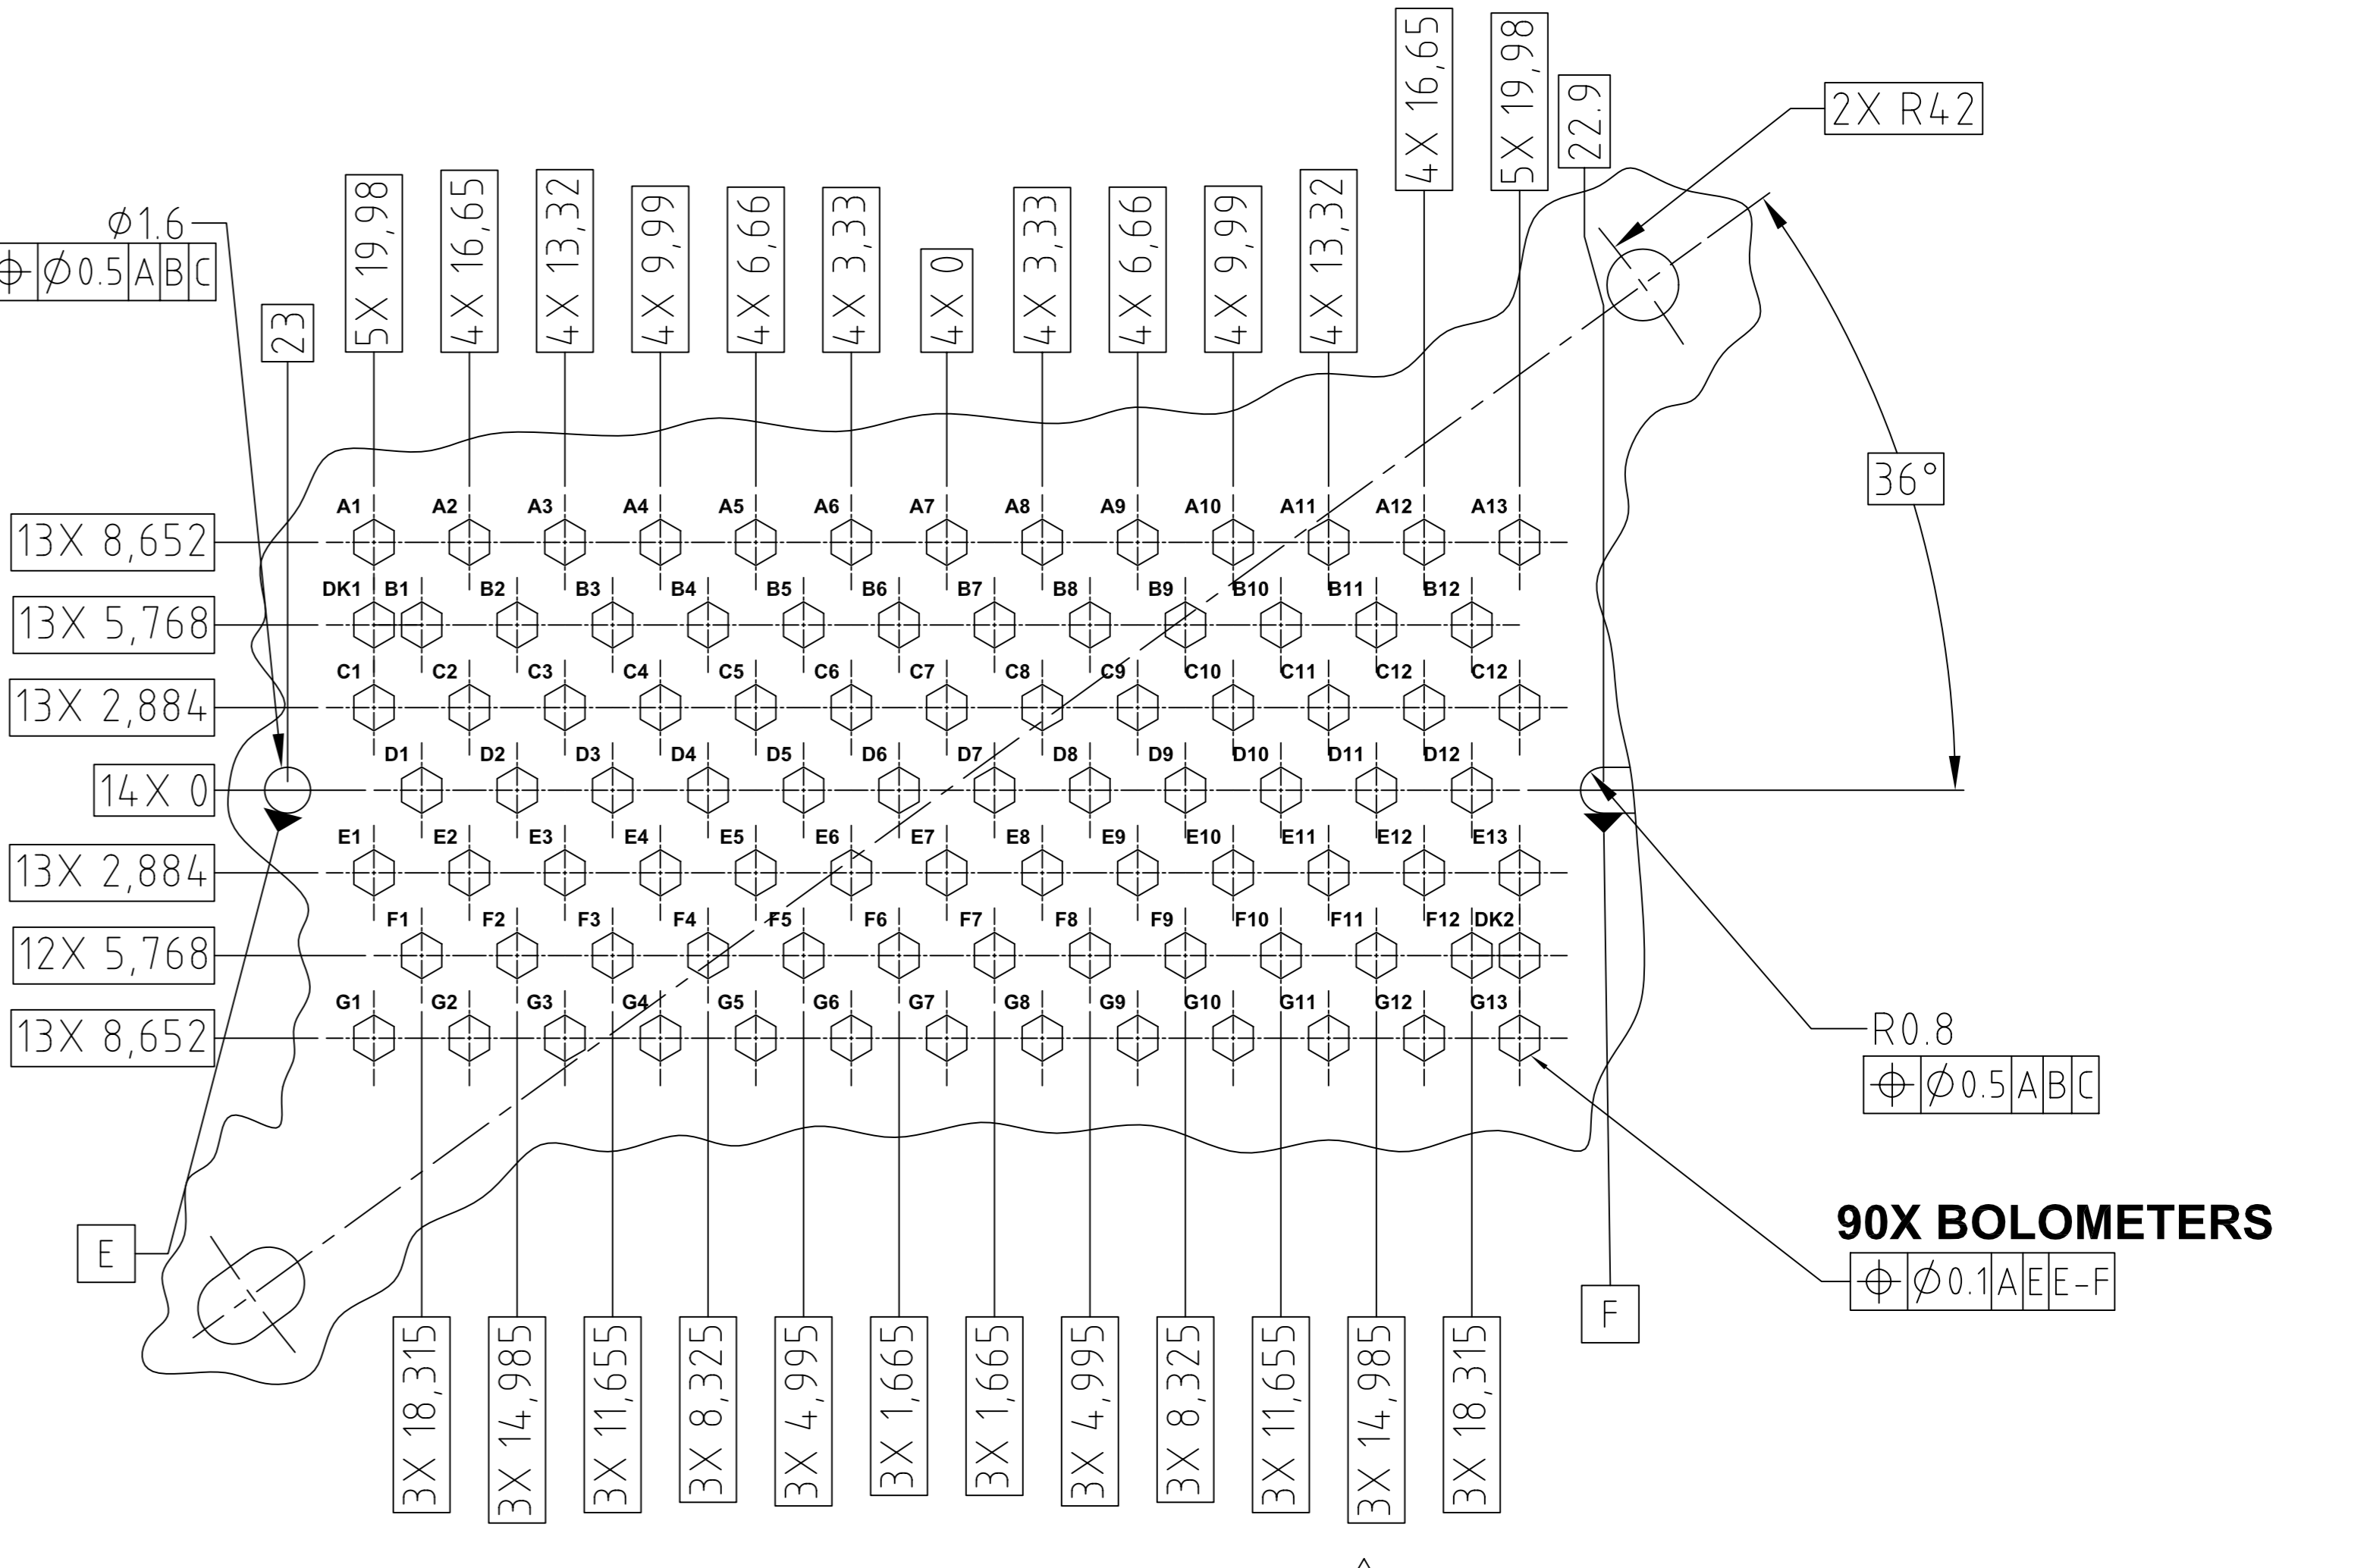 4X 16,65
5X 19,98
22.9
2X R42
⌀1.6
⌖ ⌀0.5 A B C
23
5X 19,98
4X 16,65
4X 13,32
4X 9,99
4X 6,66
4X 3,33
4X 0
4X 3,33
4X 6,66
4X 9,99
4X 13,32
36°
A1 A2 A3 A4 A5 A6 A7 A8 A9 A10 A11 A12 A13
13X 8,652
DK1 B1 B2 B3 B4 B5 B6 B7 B8 B9 B10 B11 B12
13X 5,768
C1 C2 C3 C4 C5 C6 C7 C8 C9 C10 C11 C12 C12
13X 2,884
D1 D2 D3 D4 D5 D6 D7 D8 D9 D10 D11 D12
14X 0
E1 E2 E3 E4 E5 E6 E7 E8 E9 E10 E11 E12 E13
13X 2,884
F1 F2 F3 F4 F5 F6 F7 F8 F9 F10 F11 F12 DK2
12X 5,768
G1 G2 G3 G4 G5 G6 G7 G8 G9 G10 G11 G12 G13
13X 8,652
R0.8
⌖ ⌀0.5 A B C
E
90X BOLOMETERS
⌖ ⌀0.1 A E E-F
F
3X 18,315
3X 14,985
3X 11,655
3X 8,325
3X 4,995
3X 1,665
3X 1,665
3X 4,995
3X 8,325
3X 11,655
3X 14,985
3X 18,315